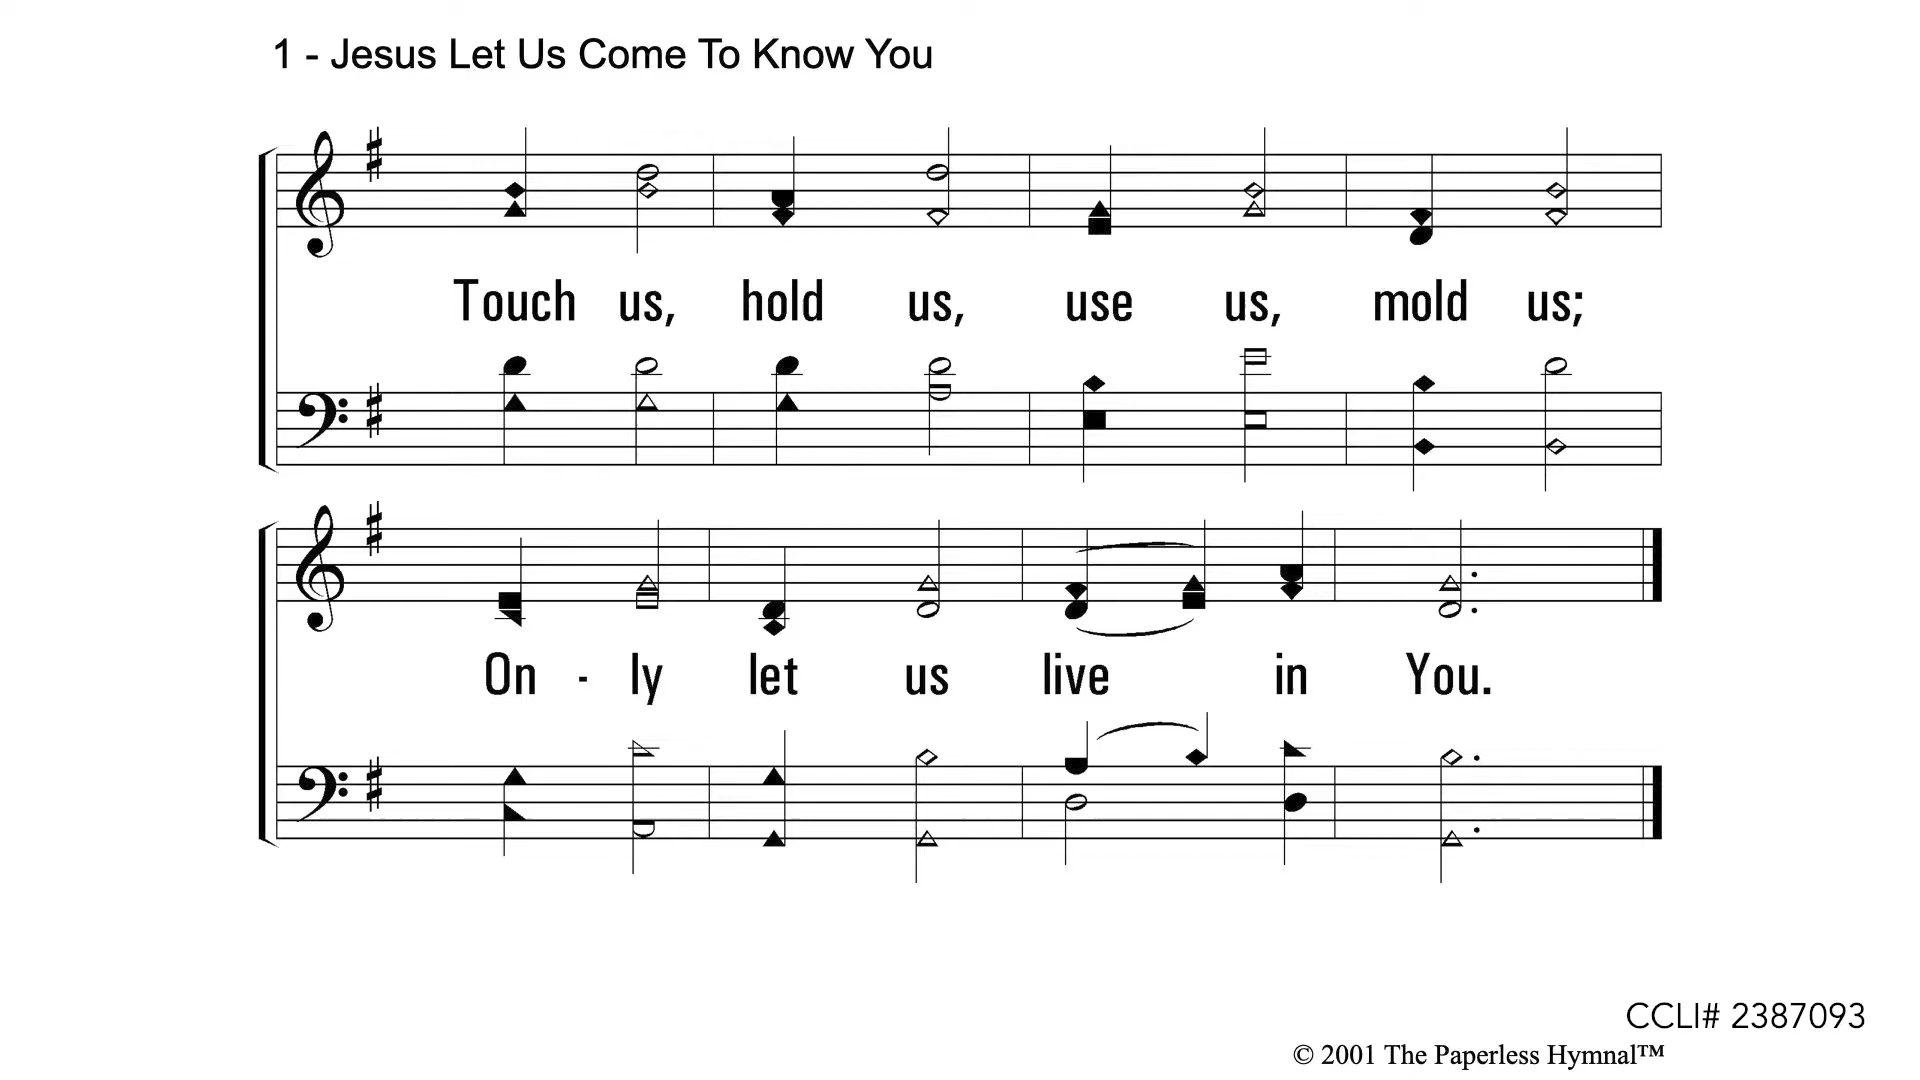 1 - Jesus Let Us Come To Know You
Touch us, hold us, use us, mold us;
On - ly let us live in You.
CCLI# 2387093
© 2001 The Paperless Hymnal™